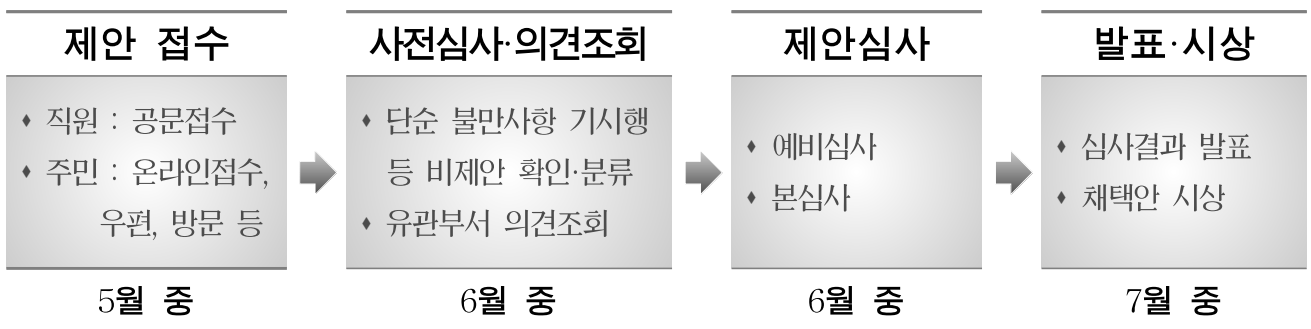 제안 접수
♦ 직원 : 공문접수
♦ 주민 : 온라인접수,
우편, 방문 등
5월 중
사전심사·의견조회
♦ 단순 불만사항 기시행
등 비제안 확인·분류
♦ 유관부서 의견조회
6월 중
제안심사
♦ 예비심사
♦ 본심사
6월 중
발표·시상
♦ 심사결과 발표
♦ 채택안 시상
7월 중